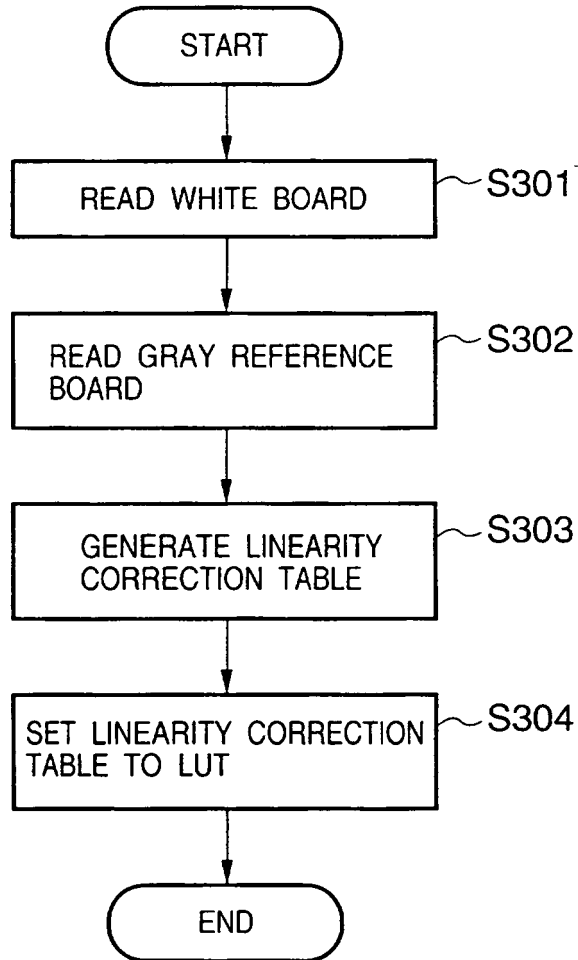 START
READ WHITE BOARD
S301
READ GRAY REFERENCE
BOARD
S302
GENERATE LINEARITY
CORRECTION TABLE
S303
SET LINEARITY CORRECTION
TABLE TO LUT
S304
END